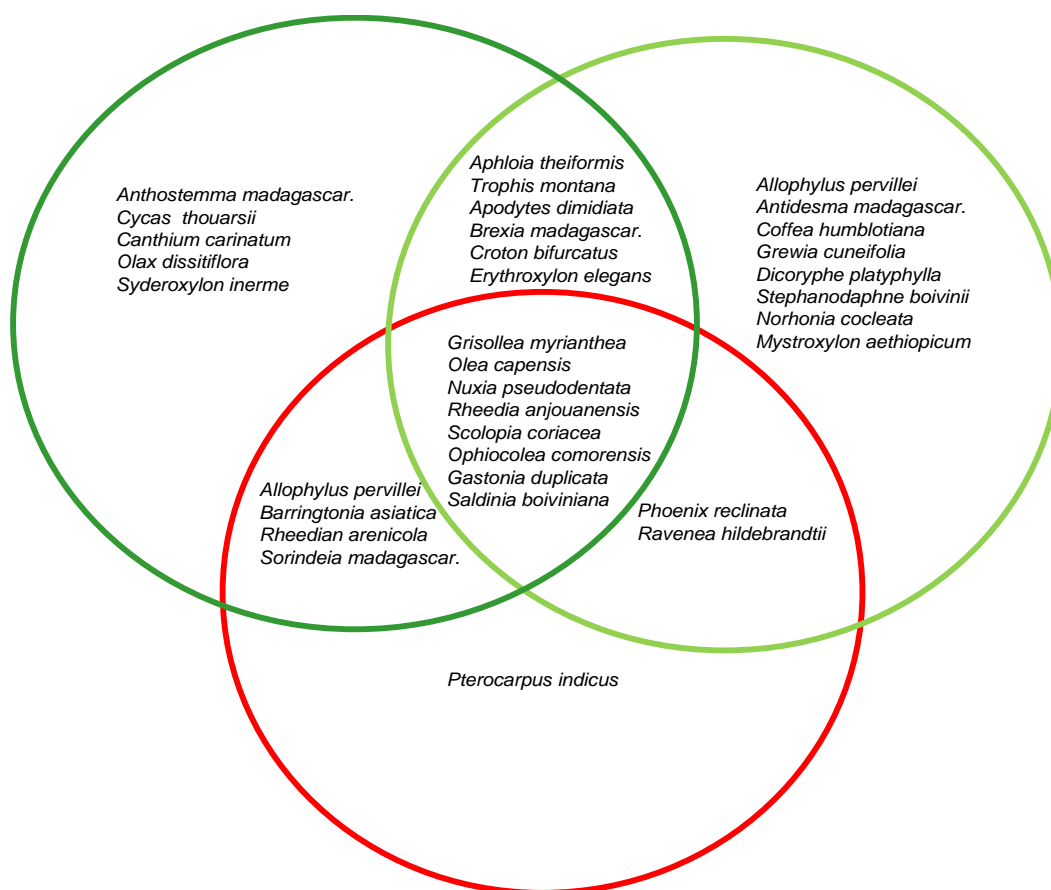 Anthostemma madagascar.
Cycas thouarsii
Canthium carinatum
Olax dissitiflora
Syderoxylon inerme
Aphloia theiformis
Trophis montana
Apodytes dimidiata
Brexia madagascar.
Croton bifurcatus
Erythroxylon elegans
Allophylus pervillei
Antidesma madagascar.
Coffea humblotiana
Grewia cuneifolia
Dicoryphe platyphylla
Stephanodaphne boivinii
Norhonia cocleata
Mystroxylon aethiopicum
Grisollea myrianthea
Olea capensis
Nuxia pseudodentata
Rheedia anjouanensis
Scolopia coriacea
Ophiocolea comorensis
Gastonia duplicata
Saldinia boiviniana
Allophylus pervillei
Barringtonia asiatica
Rheedian arenicola
Sorindeia madagascar.
Phoenix reclinata
Ravenea hildebrandtii
Pterocarpus indicus